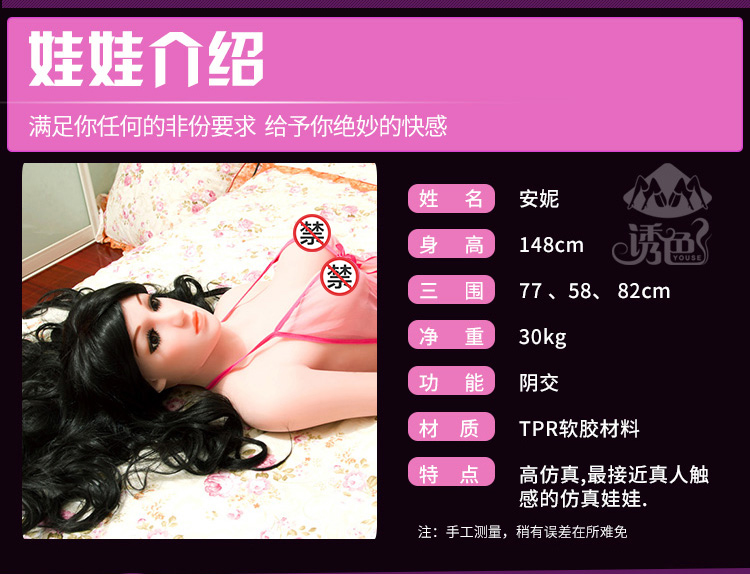 娃娃介绍
满足你任何的非份要求 给予你绝妙的快感
禁
禁
诱色
YOUSE
姓 名 安妮
身 高 148cm
三 围 77 、58、 82cm
净 重 30kg
功 能 阴交
材 质 TPR软胶材料
特 点 高仿真,最接近真人触
感的仿真娃娃.
注：手工测量，稍有误差在所难免